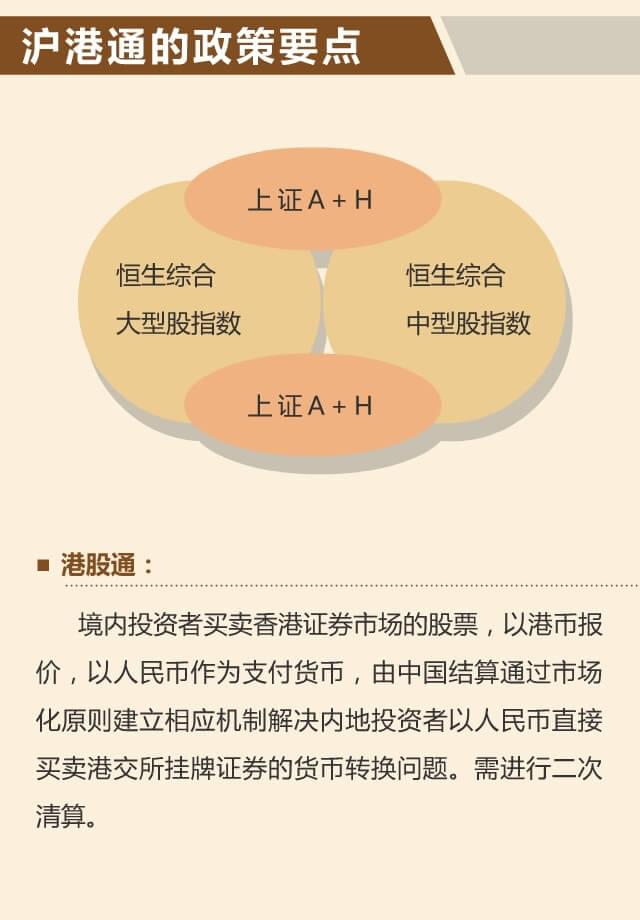 沪港通的政策要点
上证A+H
恒生综合
大型股指数
恒生综合
中型股指数
上证A+H
港股通：
境内投资者买卖香港证券市场的股票，以港币报
价，以人民币作为支付货币，由中国结算通过市场
化原则建立相应机制解决内地投资者以人民币直接
买卖港交所挂牌证券的货币转换问题。需进行二次
清算。